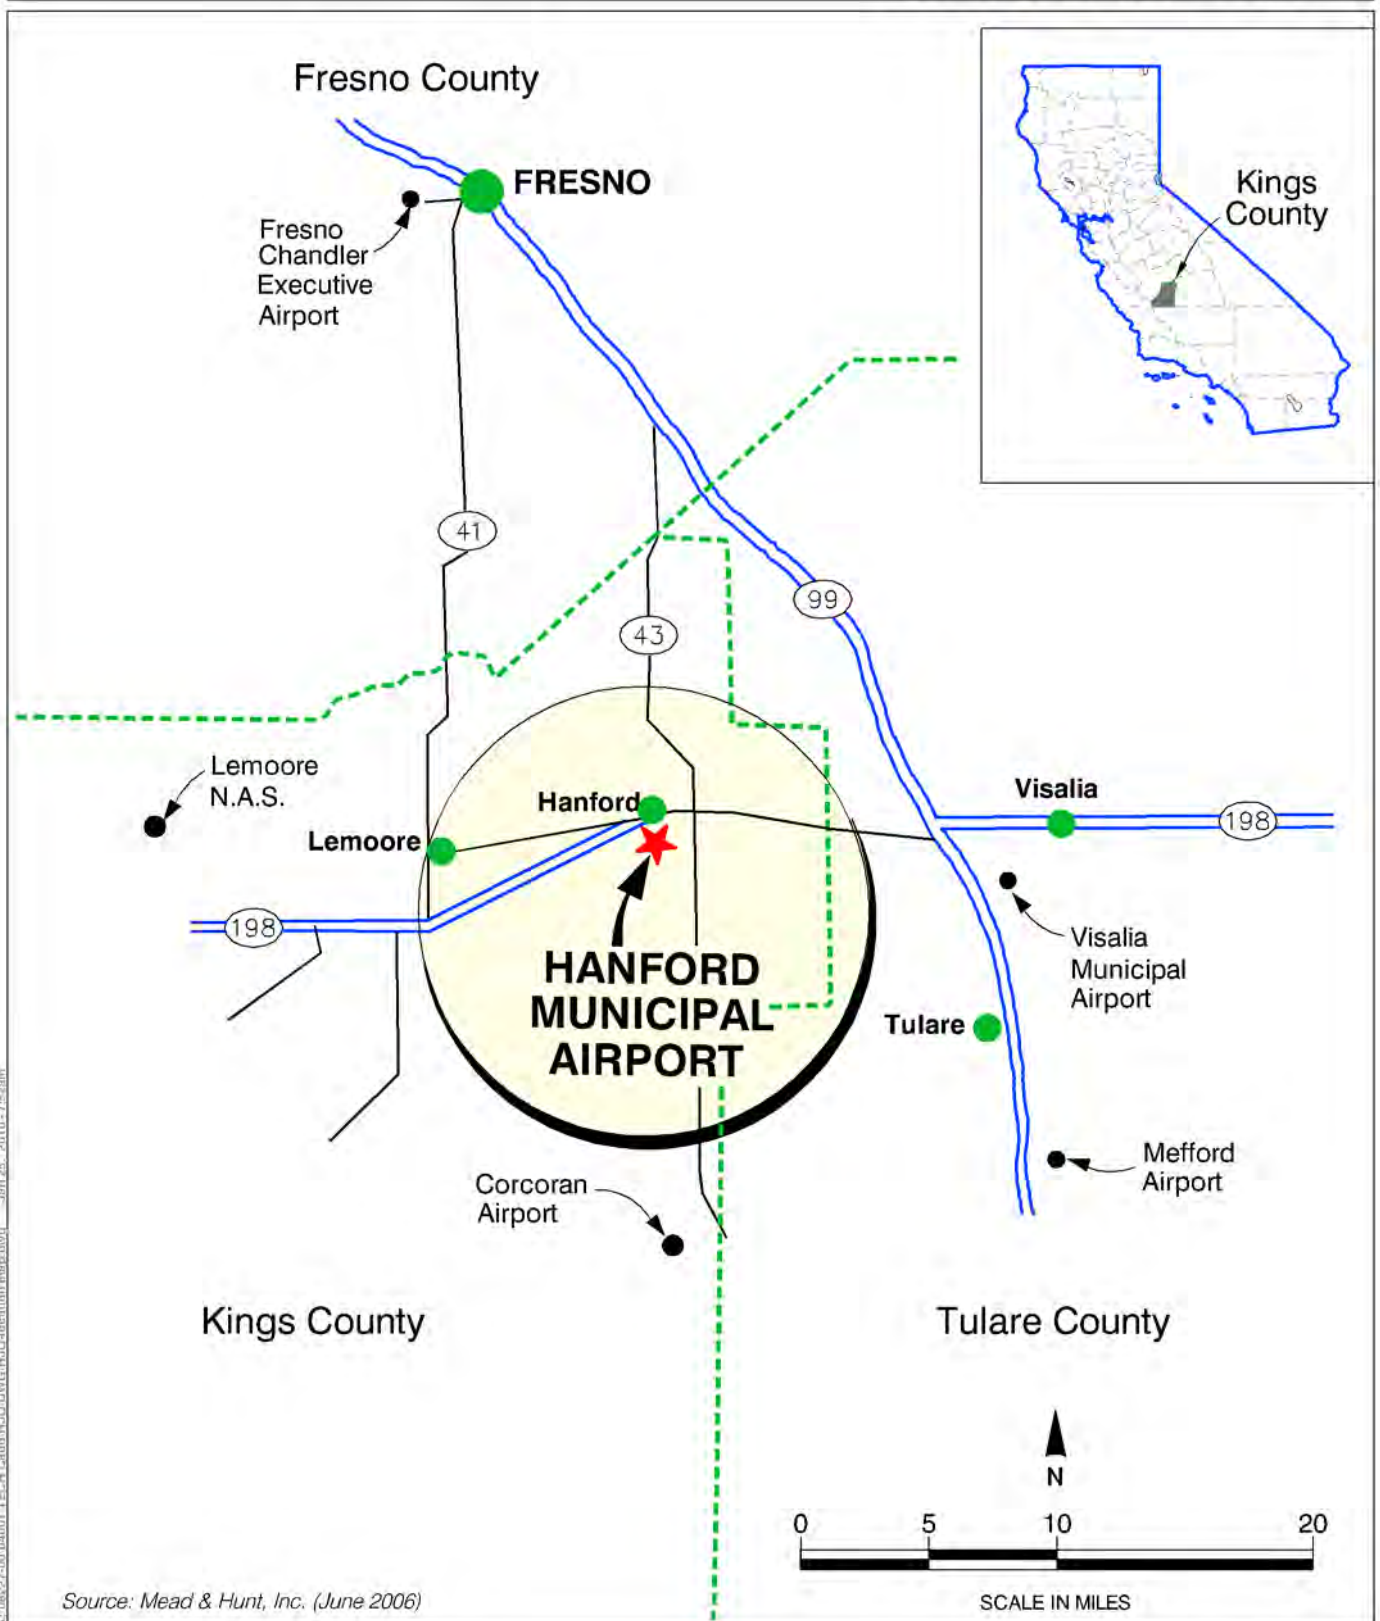 Fresno County
FRESNO
Fresno
Chandler
Executive
Airport
Kings
County
41
99
43
Lemoore
N.A.S.
Hanford
Visalia
198
Lemoore
198
HANFORD
MUNICIPAL
AIRPORT
Visalia
Municipal
Airport
Tulare
Mefford
Airport
Corcoran
Airport
Kings County
Tulare County
N
0 5 10 20
SCALE IN MILES
Source: Mead & Hunt, Inc. (June 2006)